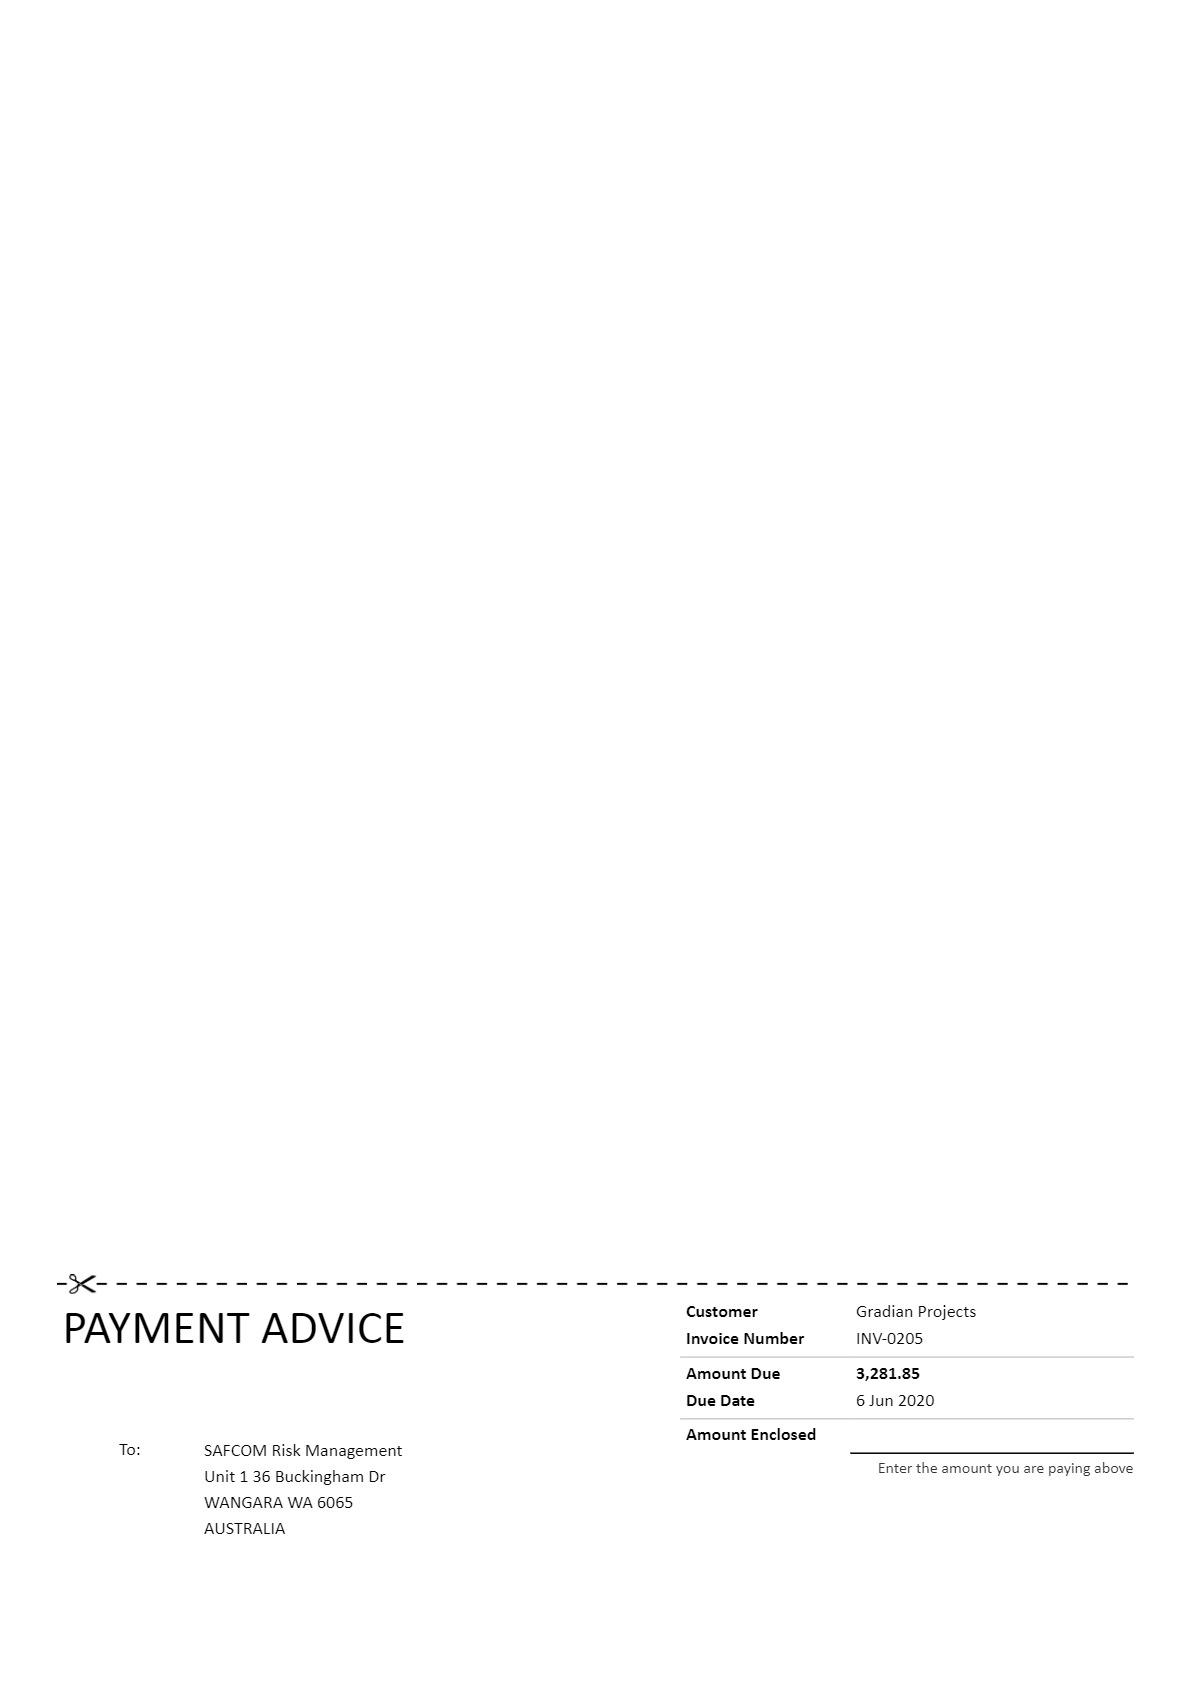 PAYMENT ADVICE
To:
SAFCOM Risk Management
Unit 1 36 Buckingham Dr
WANGARA WA 6065
AUSTRALIA
Customer Gradian Projects
Invoice Number INV-0205
Amount Due 3,281.85
Due Date 6 Jun 2020
Amount Enclosed
Enter the amount you are paying above